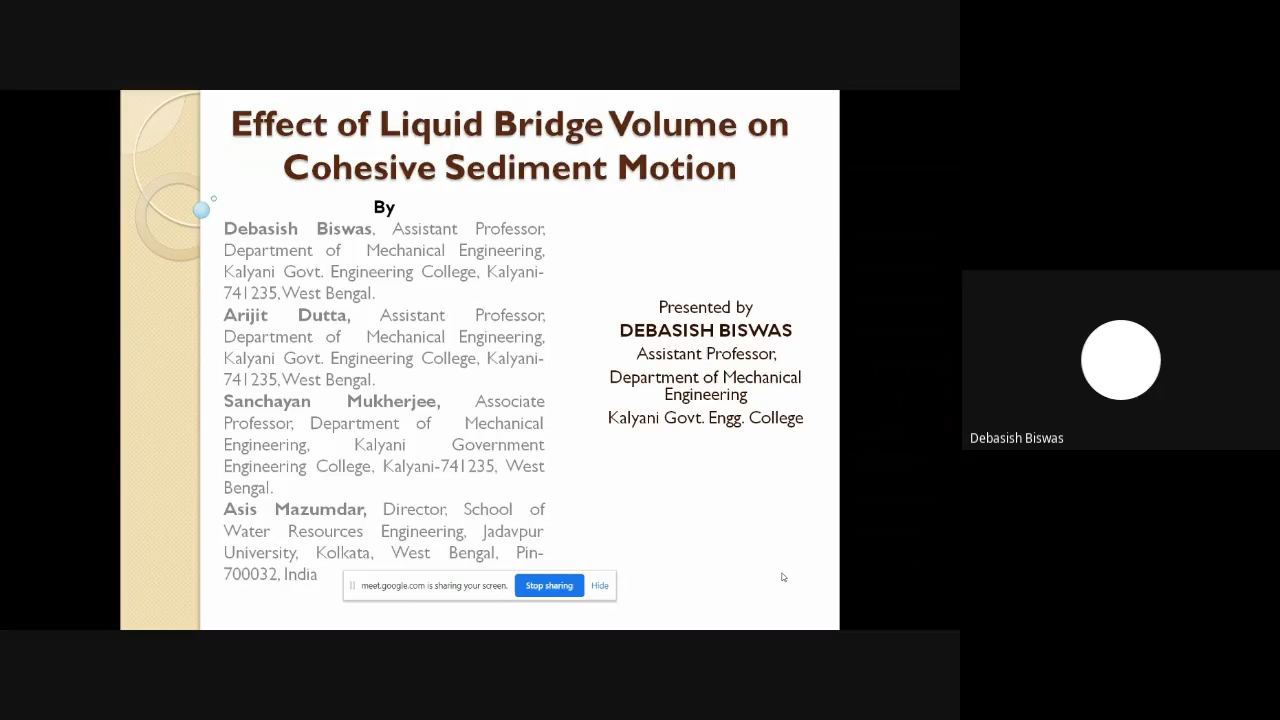 Effect of Liquid Bridge Volume on
Cohesive Sediment Motion
By
Debasish Biswas, Assistant Professor,
Department of Mechanical Engineering,
Kalyani Govt. Engineering College, Kalyani-
741235, West Bengal.
Arijit Dutta, Assistant Professor,
Department of Mechanical Engineering,
Kalyani Govt. Engineering College, Kalyani-
741235, West Bengal.
Sanchayan Mukherjee, Associate
Professor, Department of Mechanical
Engineering, Kalyani Government
Engineering College, Kalyani-741235, West
Bengal.
Asis Mazumdar, Director, School of
Water Resources Engineering, Jadavpur
University, Kolkata, West Bengal, Pin-
700032, India
Presented by
DEBASISH BISWAS
Assistant Professor,
Department of Mechanical
Engineering
Kalyani Govt. Engg. College
meet.google.com is sharing your screen. Stop sharing Hide
Debasish Biswas